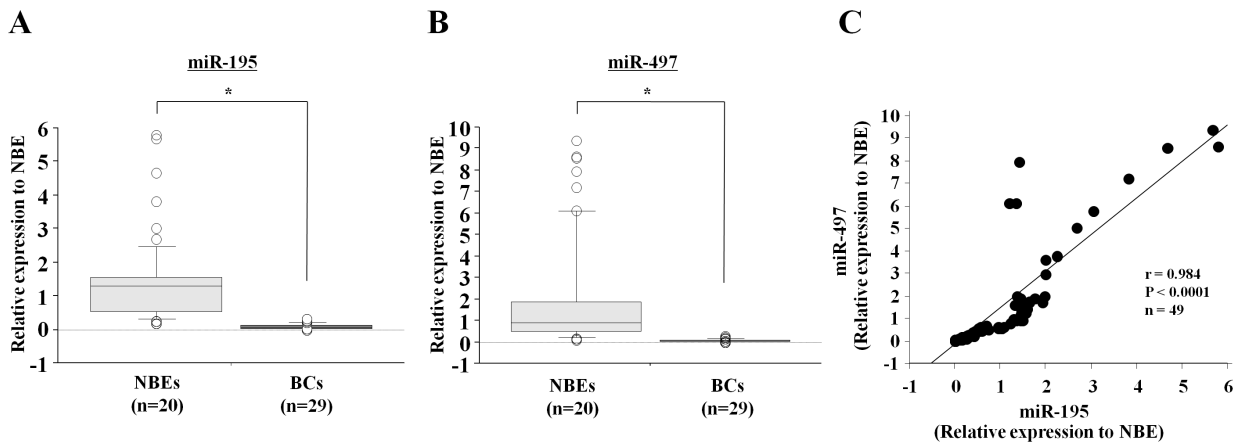 A
miR-195
*
Relative expression to NBE
6
5
4
3
2
1
0
-1
NBEs
(n=20)
BCs
(n=29)
B
miR-497
*
Relative expression to NBE
10
9
8
7
6
5
4
3
2
1
0
-1
NBEs
(n=20)
BCs
(n=29)
C
miR-497
(Relative expression to NBE)
10
9
8
7
6
5
4
3
2
1
0
-1
r = 0.984
P < 0.0001
n = 49
-1 0 1 2 3 4 5 6
miR-195
(Relative expression to NBE)